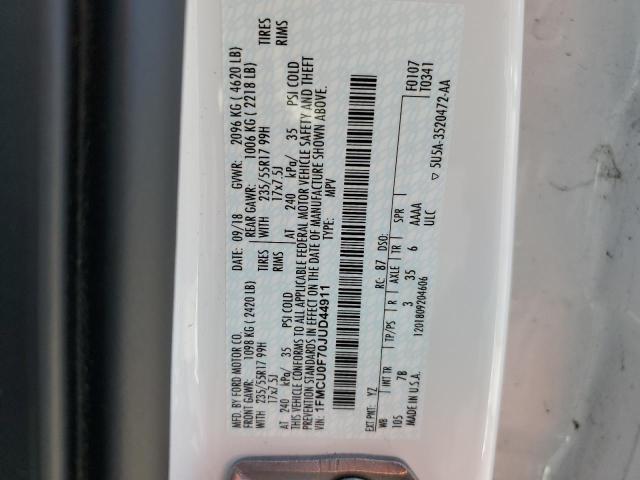 MFD. BY FORD MOTOR CO.
DATE: 09/18 GVWR: 2096 KG ( 4620 LB)
FRONT GAWR: 1098 KG ( 2420 LB) REAR GAWR: 1006 KG ( 2218 LB)
235/55R17 99H TIRES WITH 235/55R17 99H TIRES
WITH 17x7.5J RIMS 17x7.5J RIMS
AT 240 kPa/ 35 PSI COLD AT 240 kPa/ 35 PSI COLD
THIS VEHICLE CONFORMS TO ALL APPLICABLE FEDERAL MOTOR VEHICLE SAFETY AND THEFT
PREVENTION STANDARDS IN EFFECT ON THE DATE OF MANUFACTURE SHOWN ABOVE.
VIN: 1FMCU0F70JUD44911 TYPE: MPV
F0107
T0341
EXT PNT: YZ RC: 87 DSO:
WB INT TR TP/PS R AXLE TR SPR
105 7B 3 35 6 AAAA
ULC
MADE IN U.S.A. 1201809204606
▽ 5U5A-3520472-AA